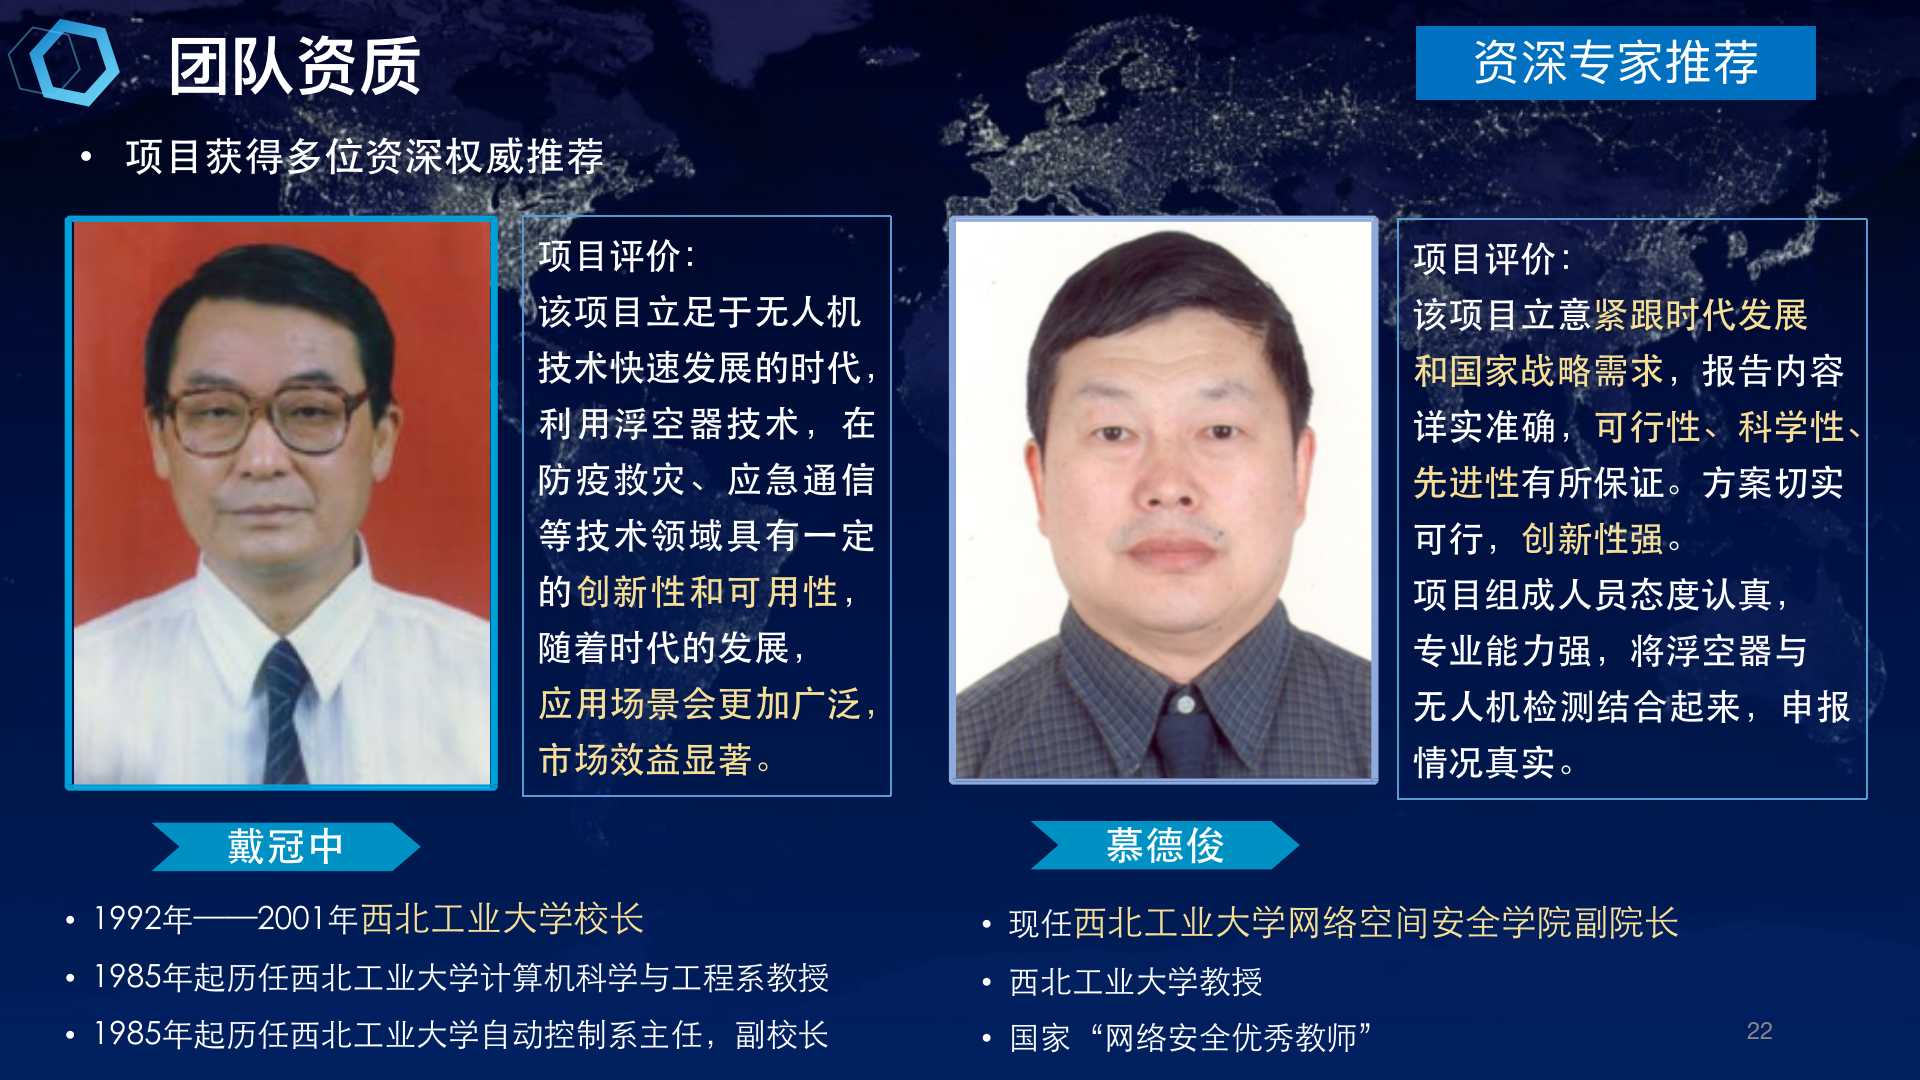 团队资质
资深专家推荐
• 项目获得多位资深权威推荐
项目评价：
该项目立足于无人机
技术快速发展的时代，
利用浮空器技术，在
防疫救灾、应急通信
等技术领域具有一定
的创新性和可用性，
随着时代的发展，
应用场景会更加广泛，
市场效益显著。
项目评价：
该项目立意紧跟时代发展
和国家战略需求，报告内容
详实准确，可行性、科学性、
先进性有所保证。方案切实
可行，创新性强。
项目组成人员态度认真，
专业能力强，将浮空器与
无人机检测结合起来，申报
情况真实。
戴冠中
• 1992年——2001年西北工业大学校长
• 1985年起历任西北工业大学计算机科学与工程系教授
• 1985年起历任西北工业大学自动控制系主任，副校长
慕德俊
• 现任西北工业大学网络空间安全学院副院长
• 西北工业大学教授
• 国家“网络安全优秀教师”
22